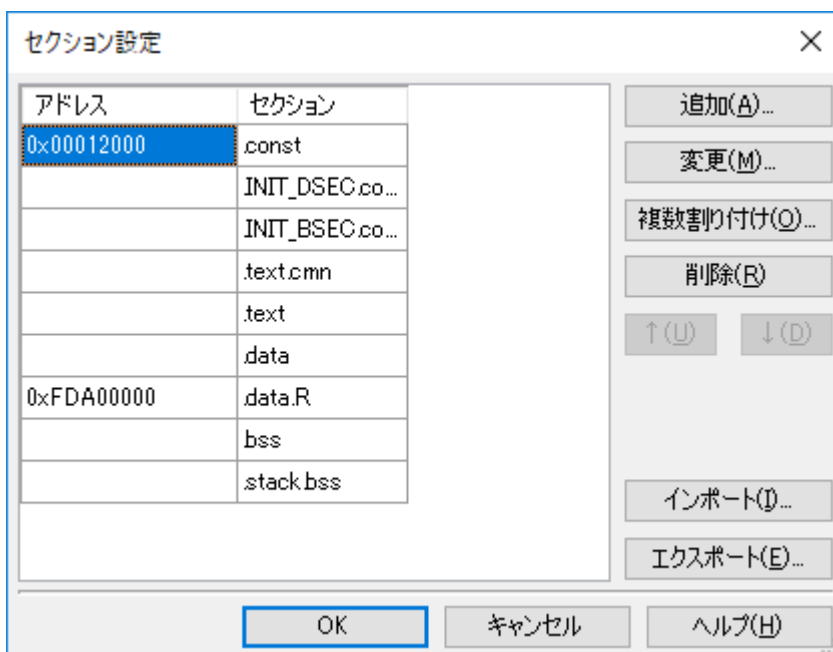 セクション設定
アドレス セクション
0x00012000 .const
.INIT_DSEC.co...
.INIT_BSEC.co...
.text.cmn
.text
.data
0xFDA00000 .data.R
.bss
.stack.bss
追加(A)...
変更(M)...
複数割り付け(O)...
削除(R)
↑(U) ↓(D)
インポート(I)...
エクスポート(E)...
OK キャンセル ヘルプ(H)